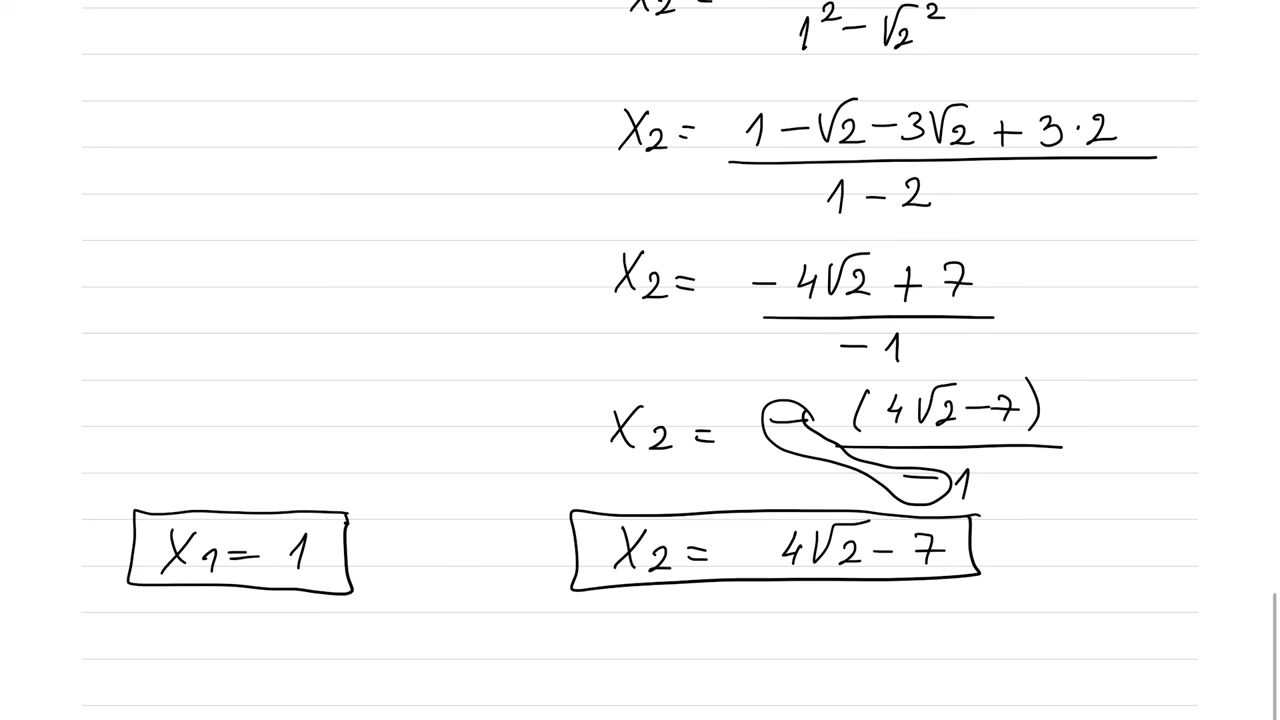 X₂ =
1² − √2²
X₂ = (1 − √2 − 3√2 + 3·2) / (1 − 2)
X₂ = (− 4√2 + 7) / (− 1)
X₂ = − (4√2 − 7) / − 1
X₁ = 1
X₂ = 4√2 − 7